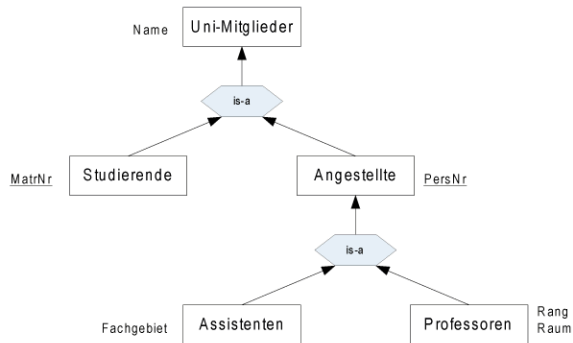 Name
Uni-Mitglieder
is-a
MatrNr
Studierende
Angestellte
PersNr
is-a
Fachgebiet
Assistenten
Professoren
Rang
Raum